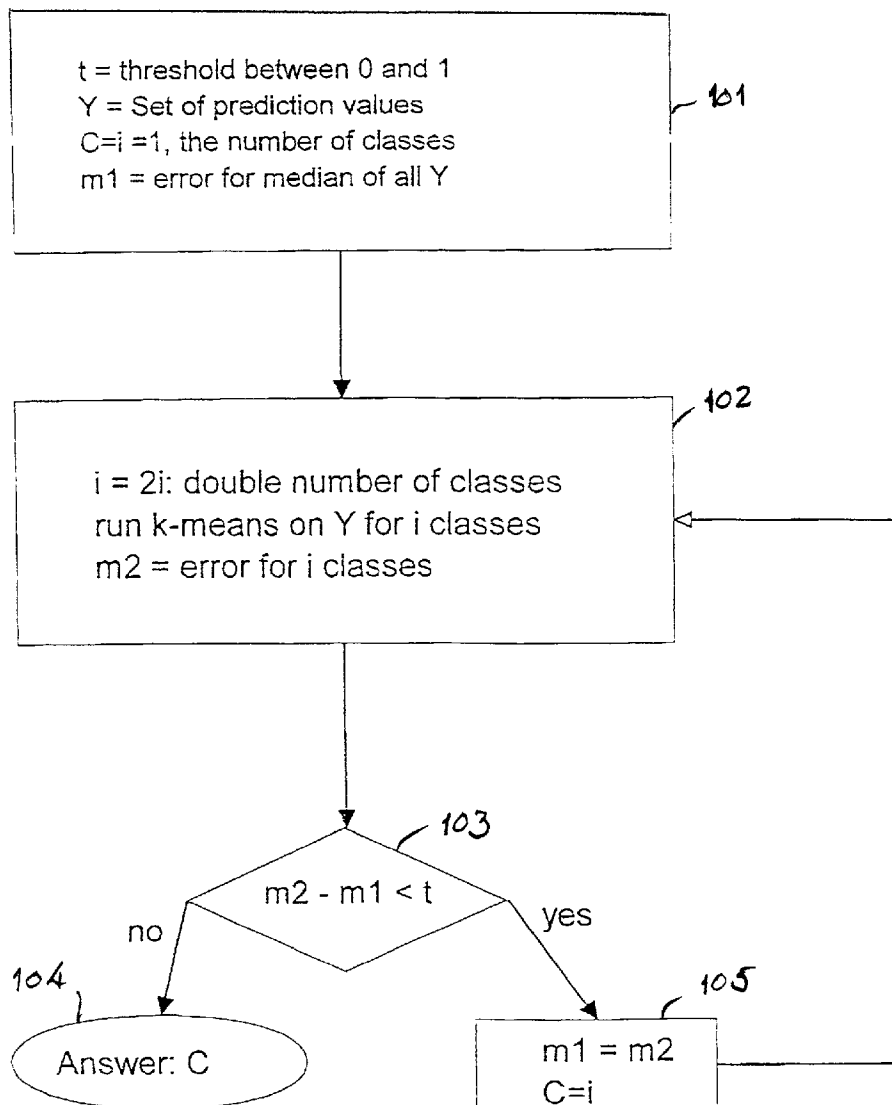 t = threshold between 0 and 1
Y = Set of prediction values
C=i =1, the number of classes
m1 = error for median of all Y
101
102
i = 2i: double number of classes
run k-means on Y for i classes
m2 = error for i classes
103
m2 - m1 < t
no
yes
104
Answer: C
105
m1 = m2
C=i